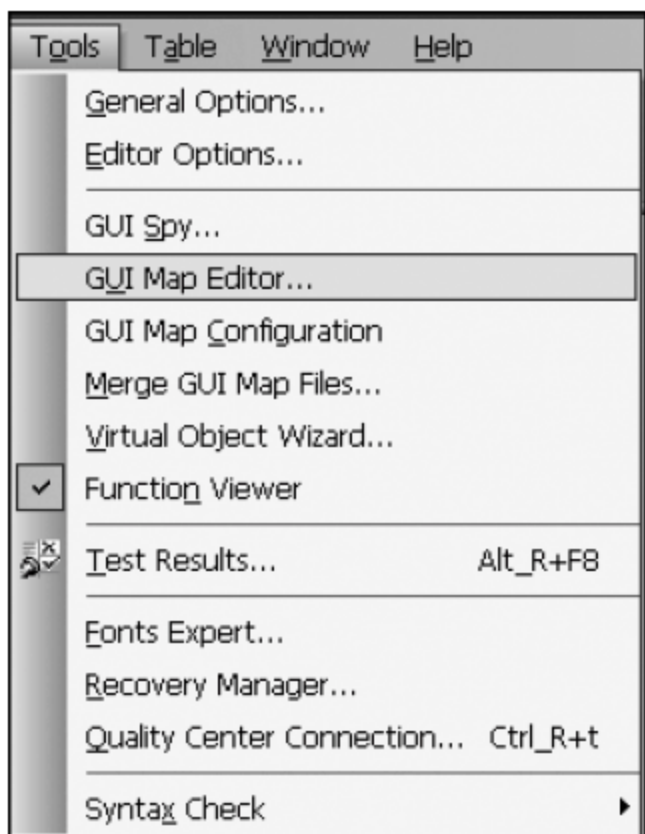 Tools Table Window Help
General Options...
Editor Options...
GUI Spy...
GUI Map Editor...
GUI Map Configuration
Merge GUI Map Files...
Virtual Object Wizard...
Function Viewer
Test Results... Alt_R+F8
Fonts Expert...
Recovery Manager...
Quality Center Connection... Ctrl_R+t
Syntax Check